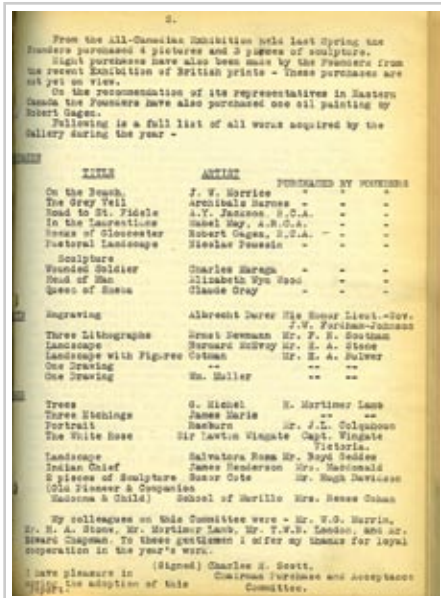 2.
From the All-Canadian Exhibition held last Spring the
Founders purchased 4 pictures and 3 pieces of sculpture.
Eight purchases have also been made by the Founders from
the recent Exhibition of British prints - These purchases are
not yet on view.
On the recommendation of its representatives in Eastern
Canada the Founders have also purchased one oil painting by
Robert Gagen.
Following is a full list of all works acquired by the
Gallery during the year -
TITLE ARTIST
PURCHASED BY FOUNDERS
On the Beach. J. W. Morrice " " "
The Grey Veil Archibald Barnes " " "
Road to St. Fidele A.Y. Jackson, R.C.A. " " "
In the Laurentians Mabel May, A.R.C.A. " " "
Rocks of Gloucester Robert Gagen, R.C.A. - " " "
Pastoral Landscape Nicolas Poussin " " "
Sculpture
Wounded Soldier Charles Marega " " "
Head of Man Elizabeth Wyn Wood " " "
Queen of Sheba Claude Gray " " "
Engraving Albrecht Durer His Honor Lieut.-Gov.
J.W. Fordham-Johnson
Three Lithographs Ernst Neumann Mr. F. N. Southam
Landscape Bernard McEvoy Mr. H. A. Stone
Landscape with Figures Cotman Mr. H. A. Bulwer
One Drawing -- -- --
One Drawing Wm. Muller -- --
Trees G. Michel H. Mortimer Lamb
Three Etchings James Maris -- --
Portrait Raeburn Mr. J.L. Colquhoun
The White Rose Sir Lawton Wingate Capt. Wingate
Victoria.
Landscape Salvatora Rosa Mr. Boyd Geddes
Indian Chief James Henderson Mrs. Macdonald
2 pieces of Sculpture Suzor Cote Mr. Hugh Davidson
(Old Pioneer & Companion
Madonna & Child) School of Murillo Mrs. Renee Cohan
My colleagues on this Committee were - Mr. W.G. Murrin,
Mr. H. A. Stone, Mr. Mortimer Lamb, Mr. T.W.B. London, and Mr.
Edward Chapman. To these gentlemen I offer my thanks for loyal
cooperation in the year's work.
(Signed) Charles H. Scott,
I have pleasure in Chairman Purchase and Acceptance
moving the adoption of this Committee.
report.